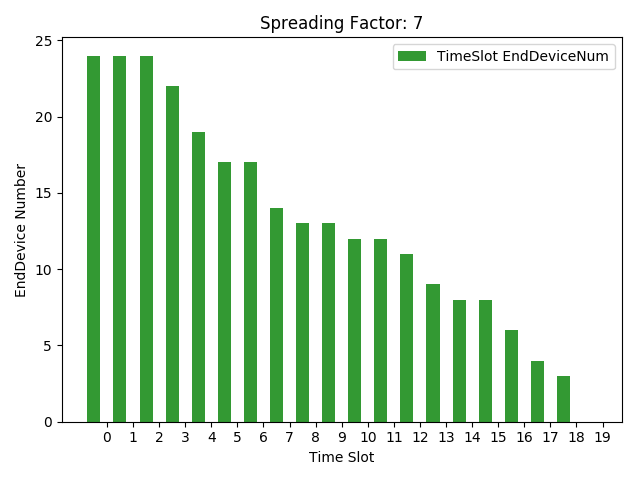 Spreading Factor: 7
TimeSlot EndDeviceNum
25
20
15
10
5
0
EndDevice Number
0 1 2 3 4 5 6 7 8 9 10 11 12 13 14 15 16 17 18 19
Time Slot